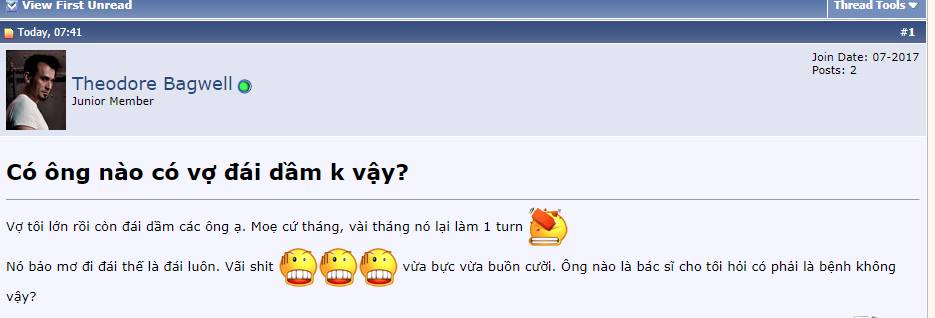 View First Unread
Thread Tools
Today, 07:41
#1
Theodore Bagwell
Junior Member
Join Date: 07-2017
Posts: 2
Có ông nào có vợ đái dầm k vậy?
Vợ tôi lớn rồi còn đái dầm các ông ạ. Moẹ cứ tháng, vài tháng nó lại làm 1 turn
Nó bảo mơ đi đái thế là đái luôn. Vãi shit vừa bực vừa buồn cười. Ông nào là bác sĩ cho tôi hỏi có phải là bệnh không
vậy?